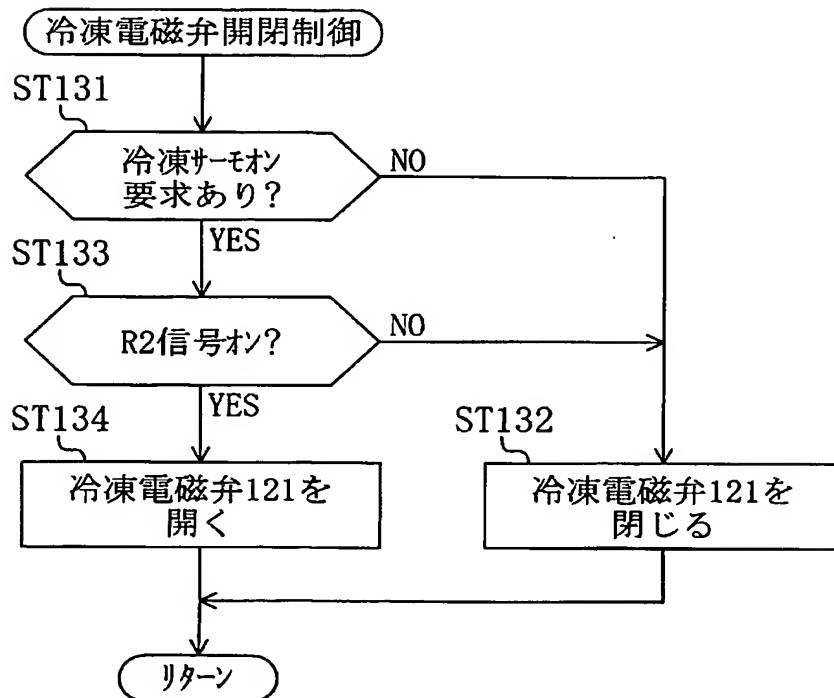 冷凍電磁弁開閉制御
ST131
冷凍サーモオン
要求あり?
NO
YES
ST133
R2信号オン?
NO
YES
ST134
冷凍電磁弁121を
開く
ST132
冷凍電磁弁121を
閉じる
リターン